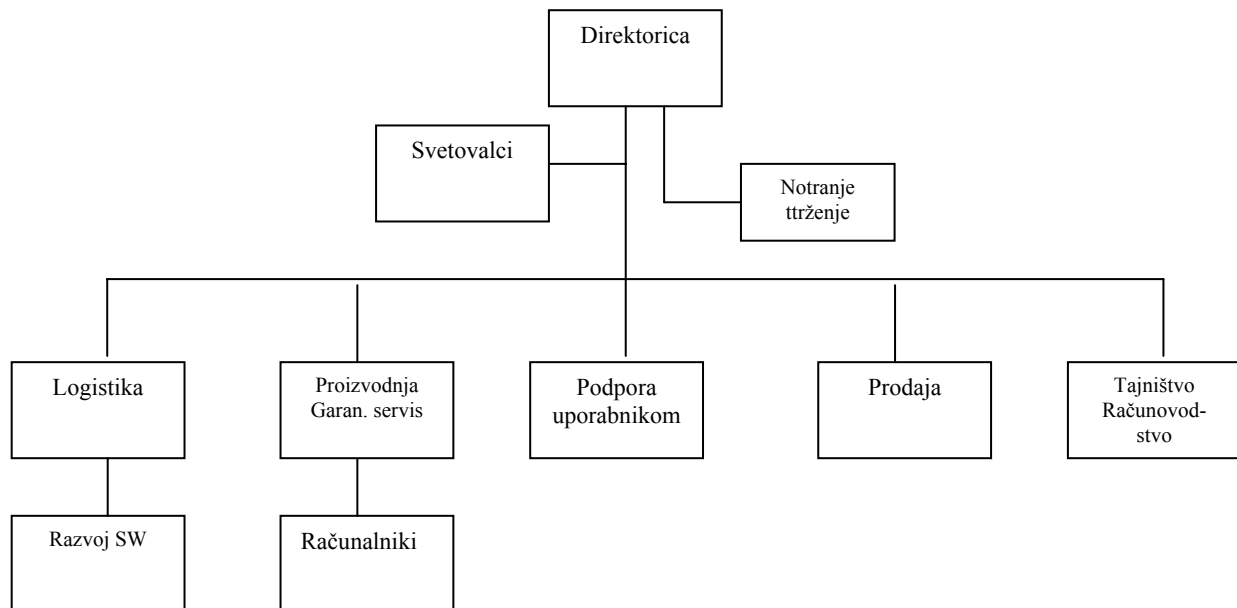 Direktorica
Svetovalci
Notranje
ttrženje
Logistika
Proizvodnja
Garan. servis
Podpora
uporabnikom
Prodaja
Tajništvo
Računovod-
stvo
Razvoj SW
Računalniki